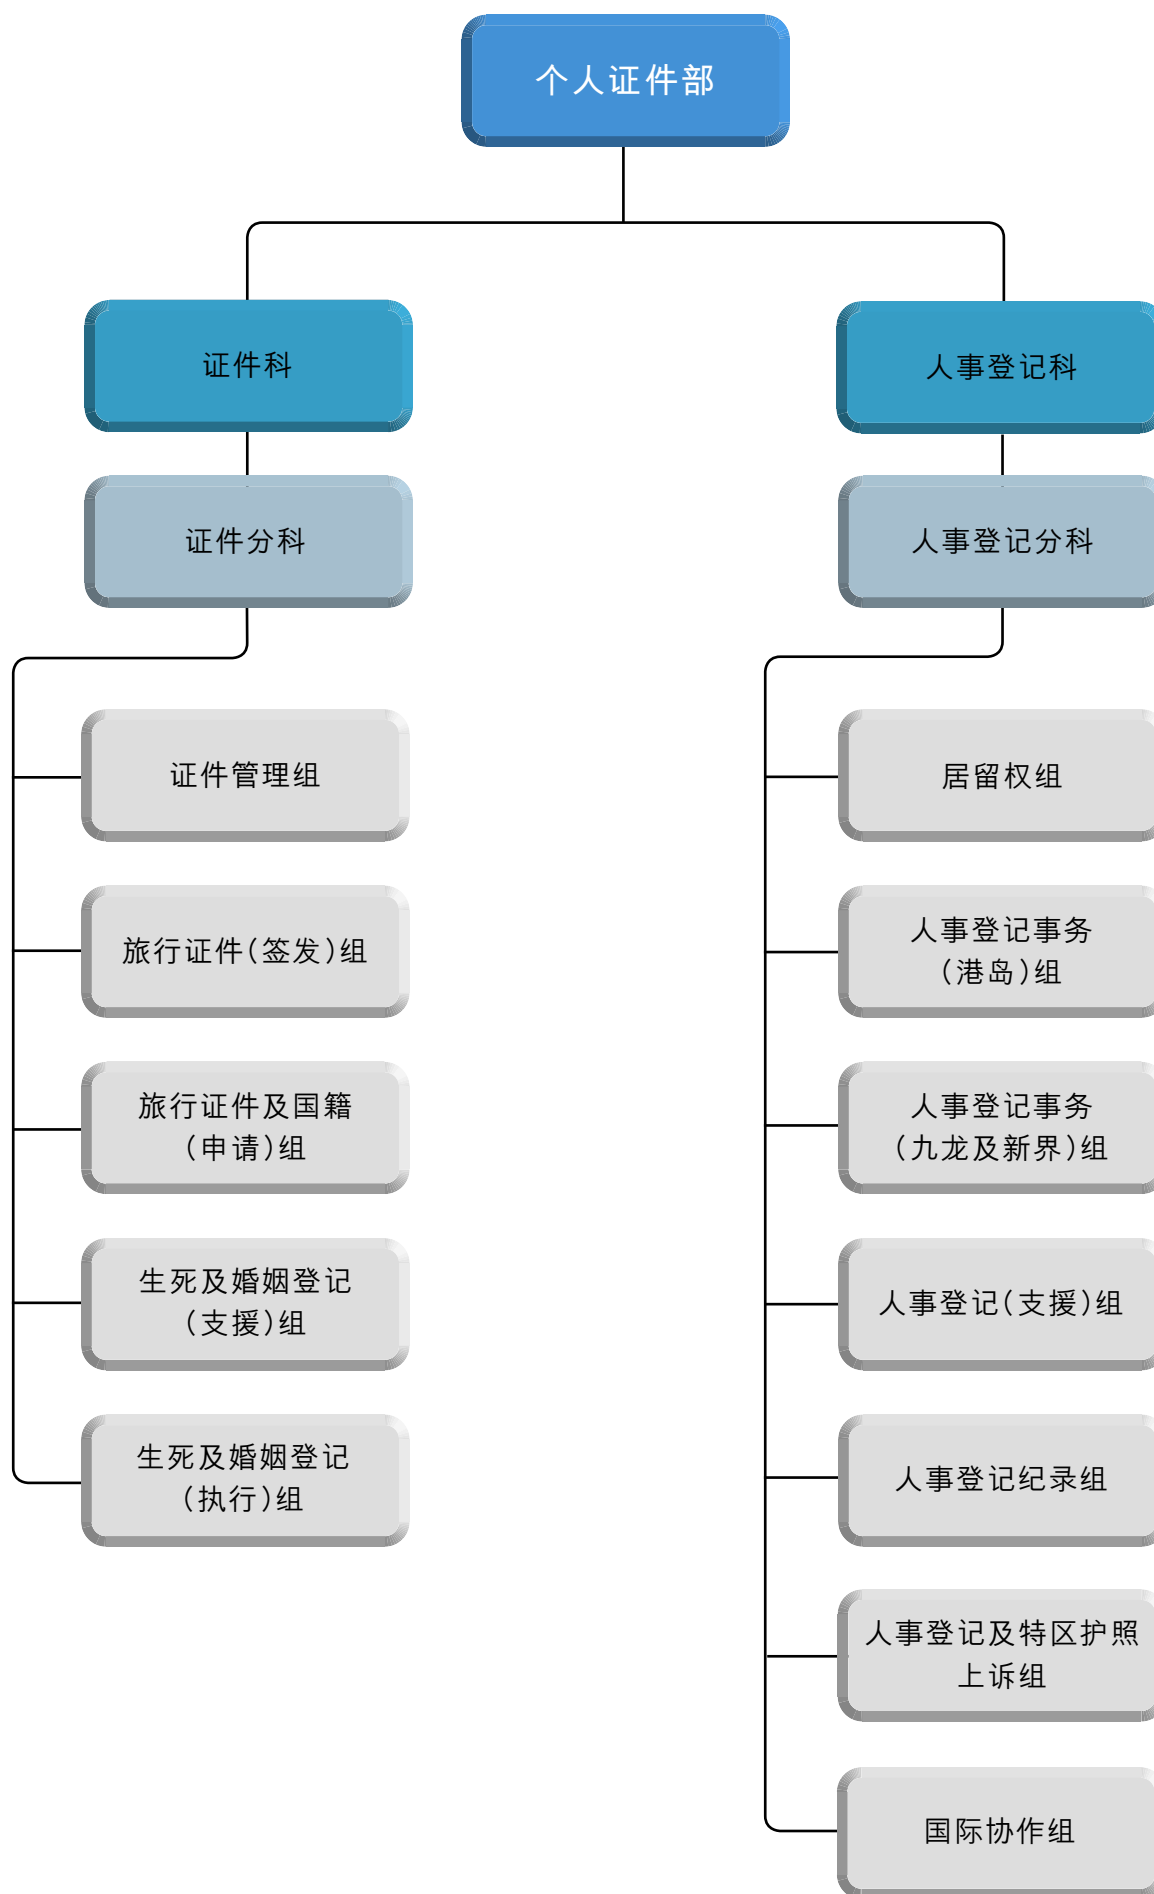 个人证件部
证件科
人事登记科
证件分科
人事登记分科
证件管理组
旅行证件(签发)组
旅行证件及国籍
(申请)组
生死及婚姻登记
(支援)组
生死及婚姻登记
(执行)组
居留权组
人事登记事务
(港岛)组
人事登记事务
(九龙及新界)组
人事登记(支援)组
人事登记纪录组
人事登记及特区护照
上诉组
国际协作组